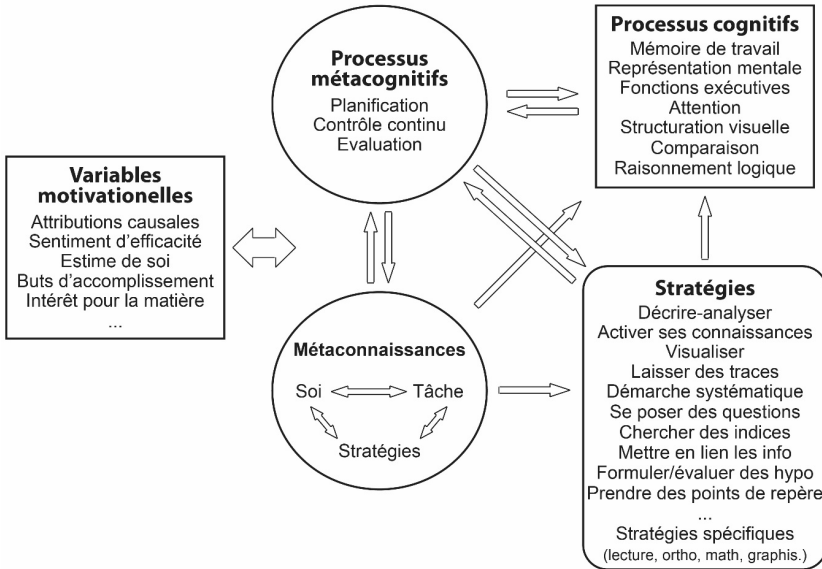 Processus
métacognitifs
Planification
Contrôle continu
Evaluation
Processus cognitifs
Mémoire de travail
Représentation mentale
Fonctions exécutives
Attention
Structuration visuelle
Comparaison
Raisonnement logique
Variables
motivationelles
Attributions causales
Sentiment d'efficacité
Estime de soi
Buts d'accomplissement
Intérêt pour la matière
...
Métaconnaissances
Soi Tâche
Stratégies
Stratégies
Décrire-analyser
Activer ses connaissances
Visualiser
Laisser des traces
Démarche systématique
Se poser des questions
Chercher des indices
Mettre en lien les info
Formuler/évaluer des hypo
Prendre des points de repère
...
Stratégies spécifiques
(lecture, ortho, math, graphis.)